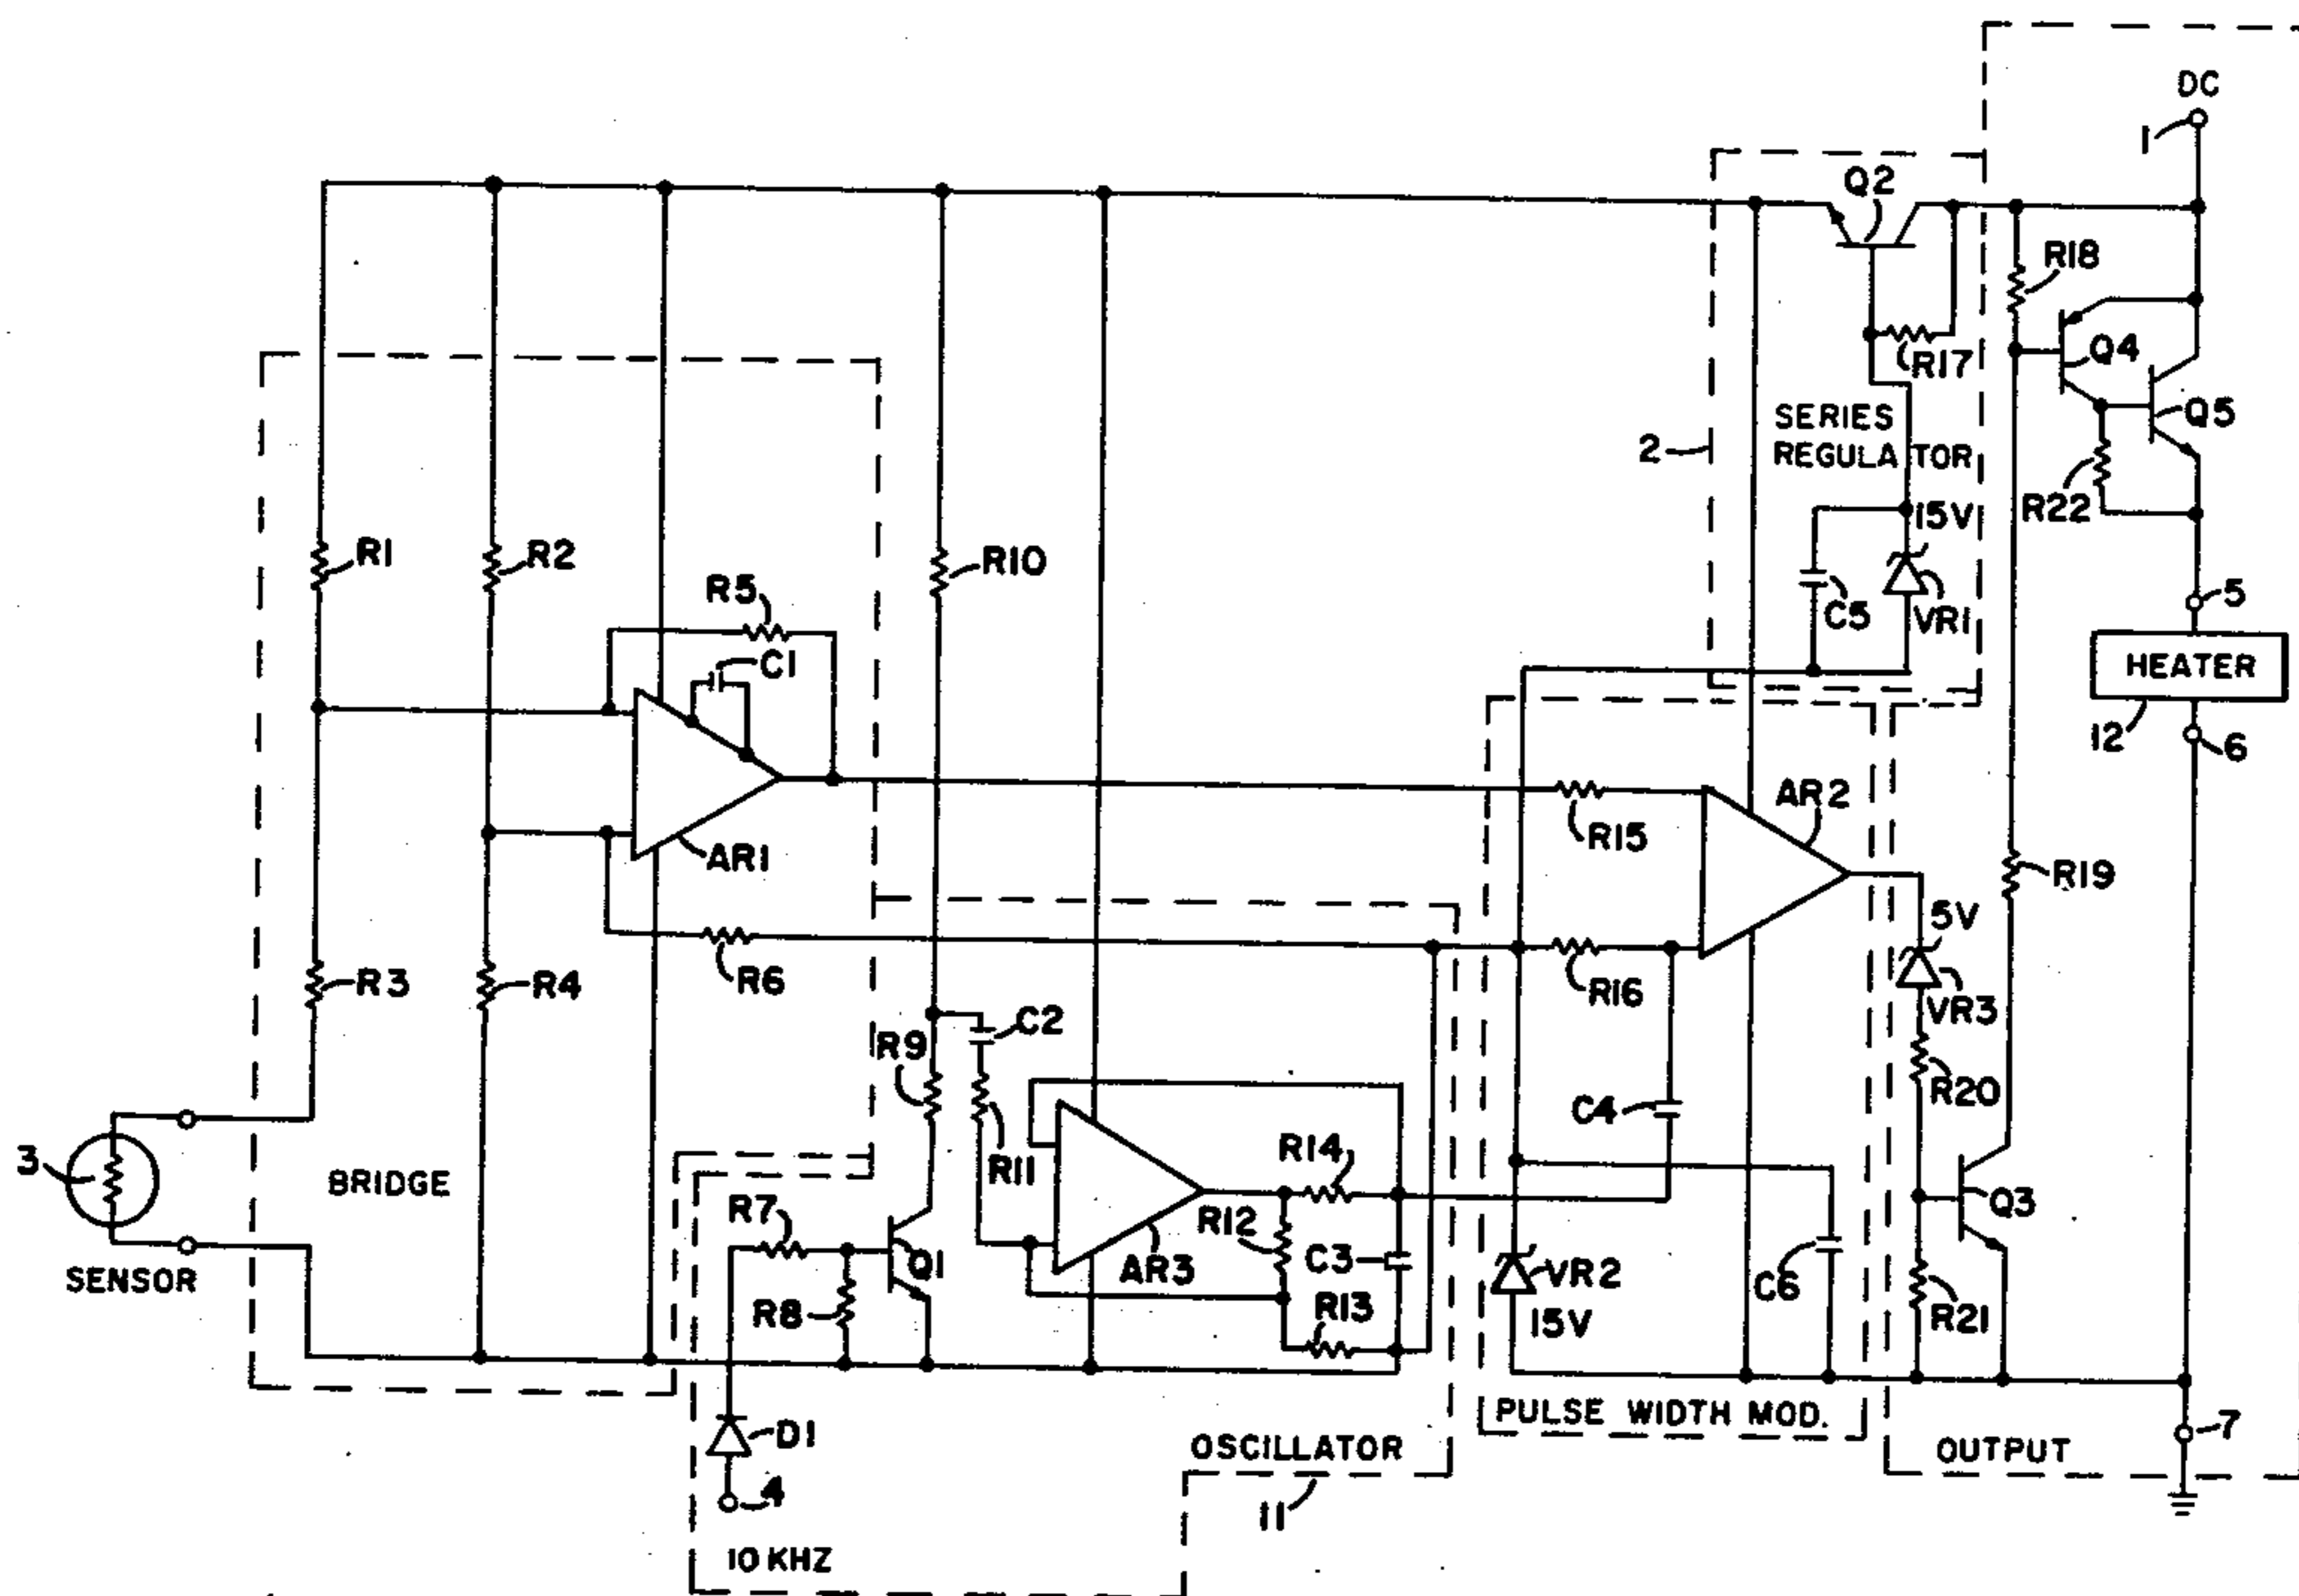 DC
1
Q2
R18
Q4
R17
Q5
SERIES
REGULATOR
2
R22
15V
R1
R2
R10
R5
C1
C5
VR1
5
HEATER
12
6
AR1
R15
AR2
R19
5V
R3
R4
R6
R16
VR3
C2
R9
R20
C4
R11
R14
3
BRIDGE
R7
R12
Q3
Q1
AR3
C3
VR2
C6
SENSOR
R8
R13
15V
R21
D1
PULSE WIDTH MOD.
7
OSCILLATOR
OUTPUT
4
11
10 KHZ